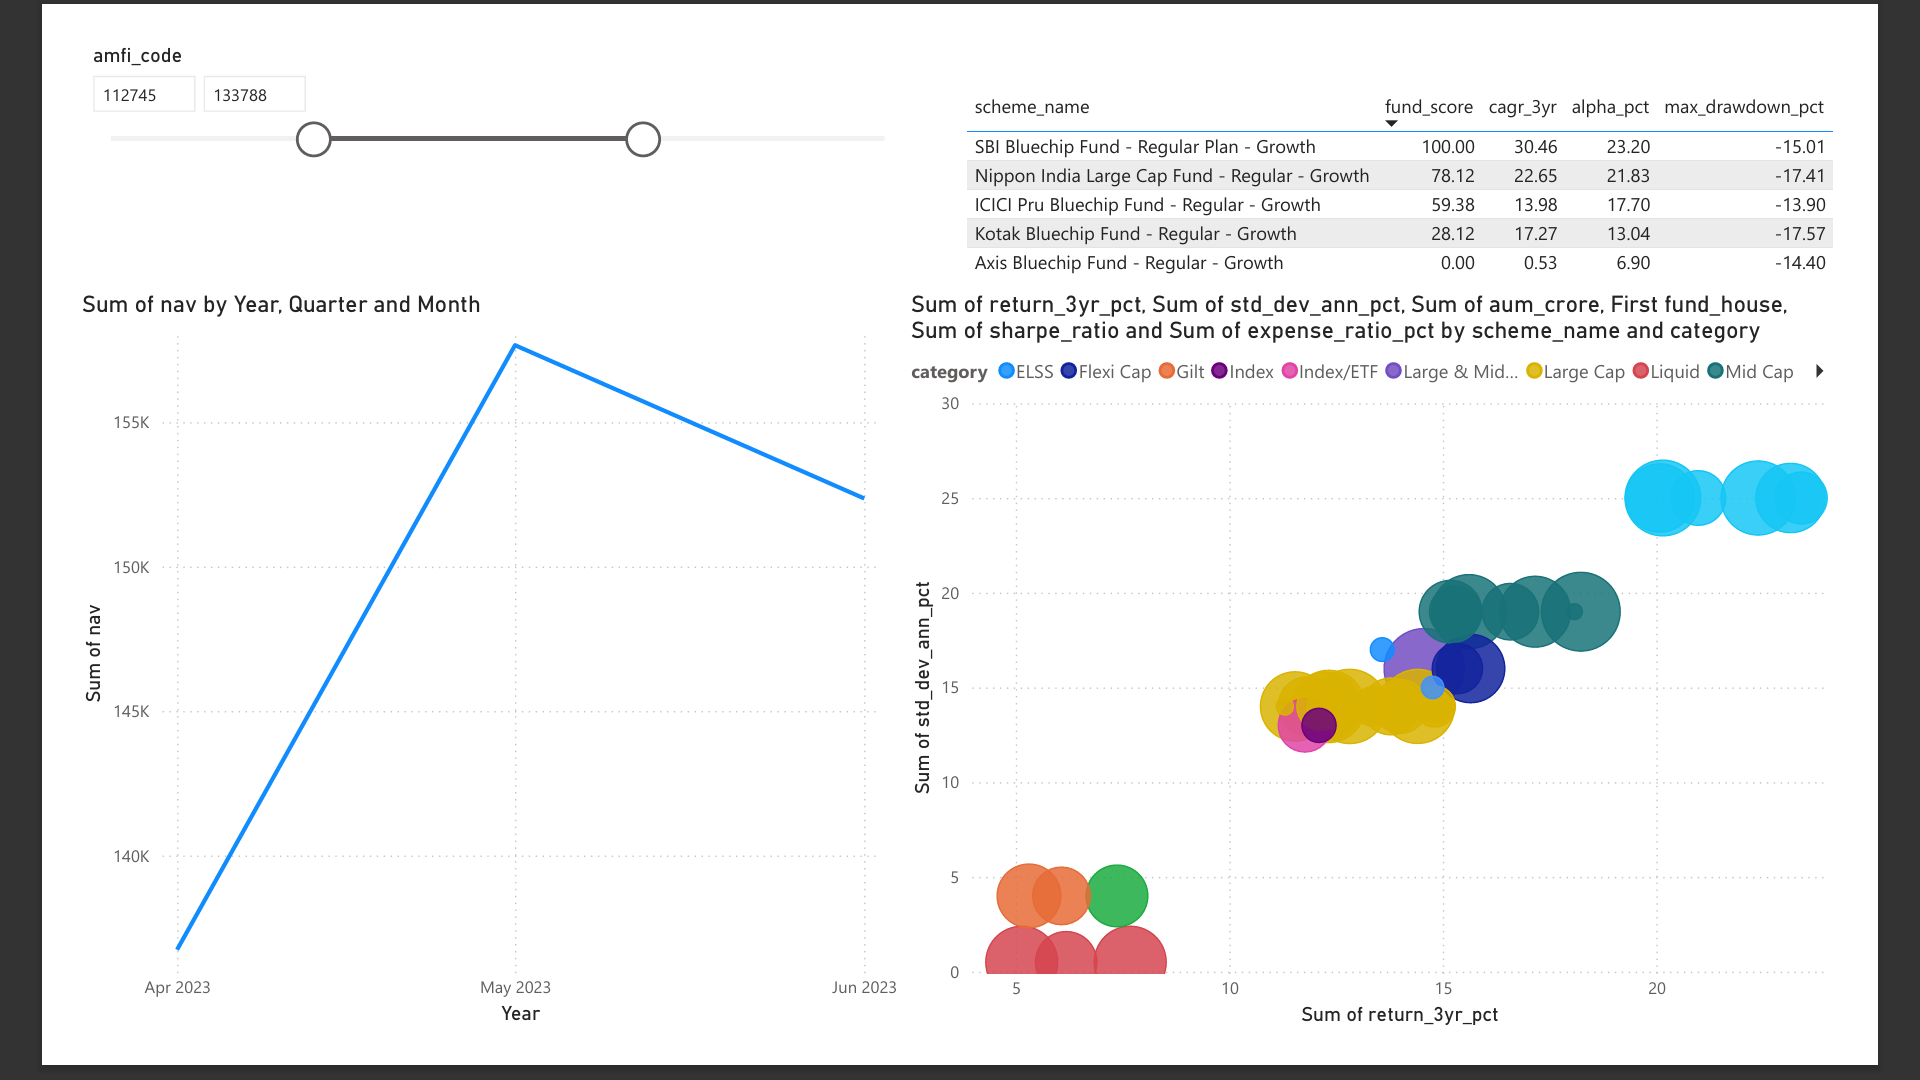 amfi_code
112745 133788
scheme_name fund_score cagr_3yr alpha_pct max_drawdown_pct
SBI Bluechip Fund - Regular Plan - Growth 100.00 30.46 23.20 -15.01
Nippon India Large Cap Fund - Regular - Growth 78.12 22.65 21.83 -17.41
ICICI Pru Bluechip Fund - Regular - Growth 59.38 13.98 17.70 -13.90
Kotak Bluechip Fund - Regular - Growth 28.12 17.27 13.04 -17.57
Axis Bluechip Fund - Regular - Growth 0.00 0.53 6.90 -14.40
Sum of nav by Year, Quarter and Month
155K
150K
145K
140K
Sum of nav
Apr 2023 May 2023 Jun 2023
Year
Sum of return_3yr_pct, Sum of std_dev_ann_pct, Sum of aum_crore, First fund_house,
Sum of sharpe_ratio and Sum of expense_ratio_pct by scheme_name and category
category ELSS Flexi Cap Gilt Index Index/ETF Large & Mid... Large Cap Liquid Mid Cap
30
25
20
15
10
5
0
Sum of std_dev_ann_pct
5 10 15 20
Sum of return_3yr_pct